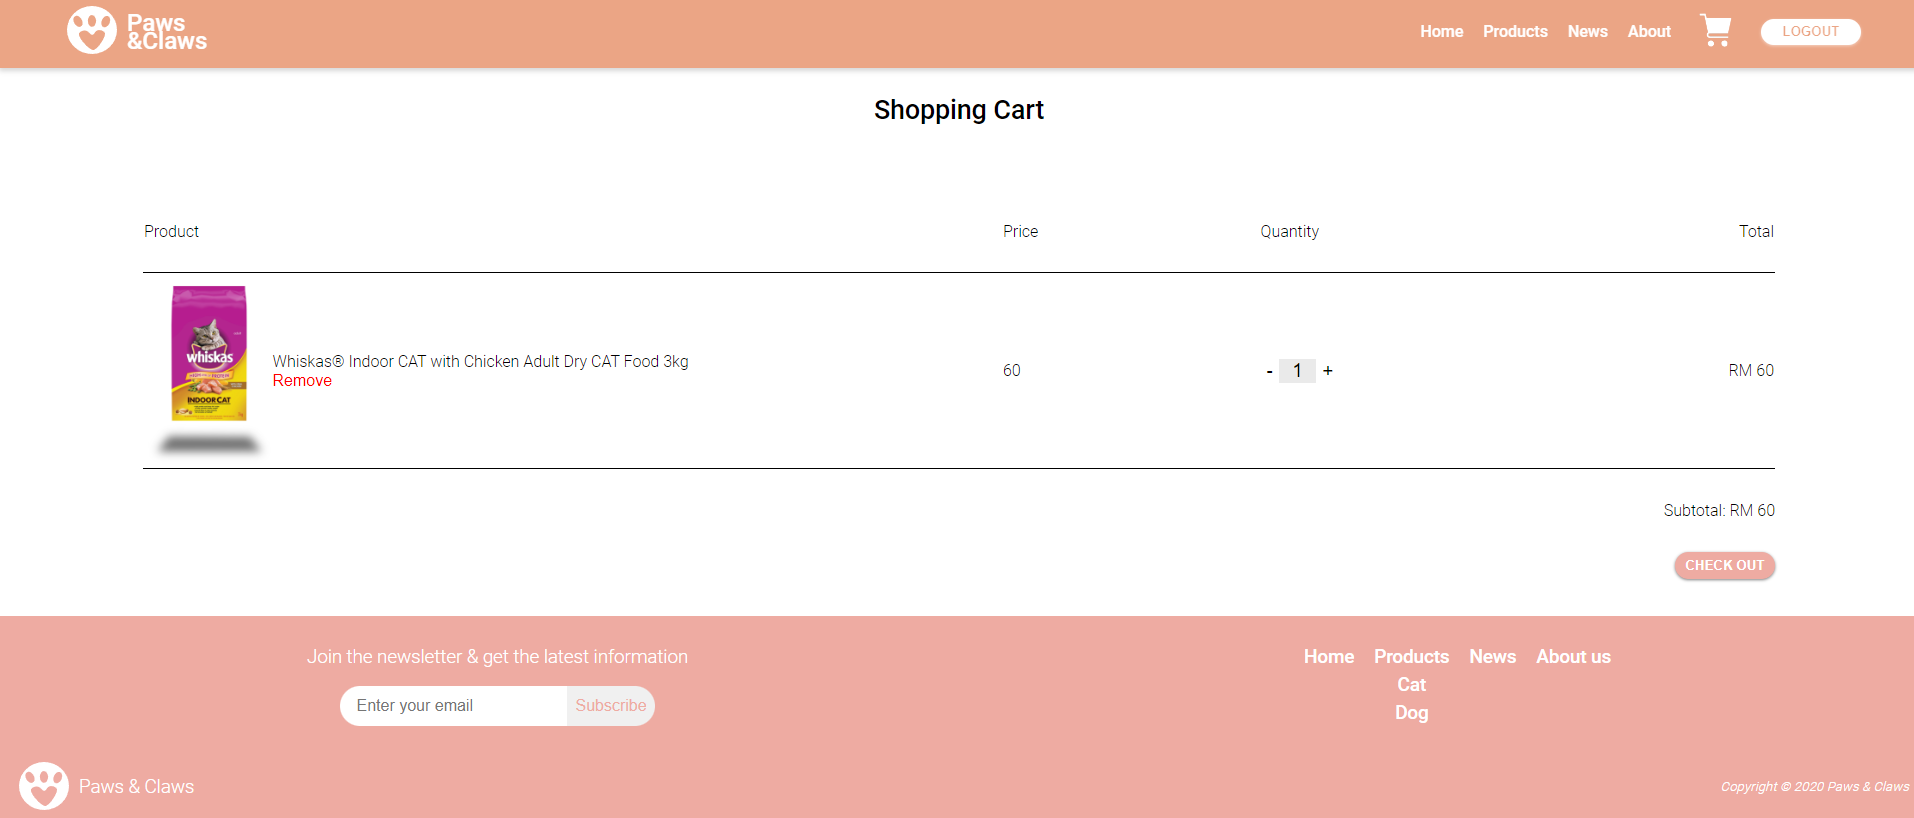 Paws
&Claws
Home Products News About LOGOUT
Shopping Cart
Product Price Quantity Total
whiskas
INDOOR CAT
Whiskas® Indoor CAT with Chicken Adult Dry CAT Food 3kg
Remove
60 - 1 + RM 60
Subtotal: RM 60
CHECK OUT
Join the newsletter & get the latest information
Enter your email Subscribe
Home Products News About us
Cat
Dog
Paws & Claws
Copyright © 2020 Paws & Claws